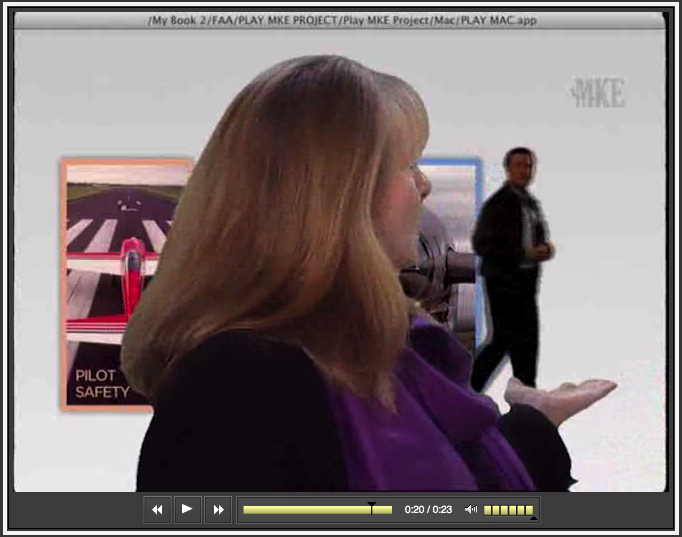 /My Book 2/FAA/PLAY MKE PROJECT/Play MKE Project/Mac/PLAY MAC.app
MKE
PILOT
SAFETY
0:20 / 0:23